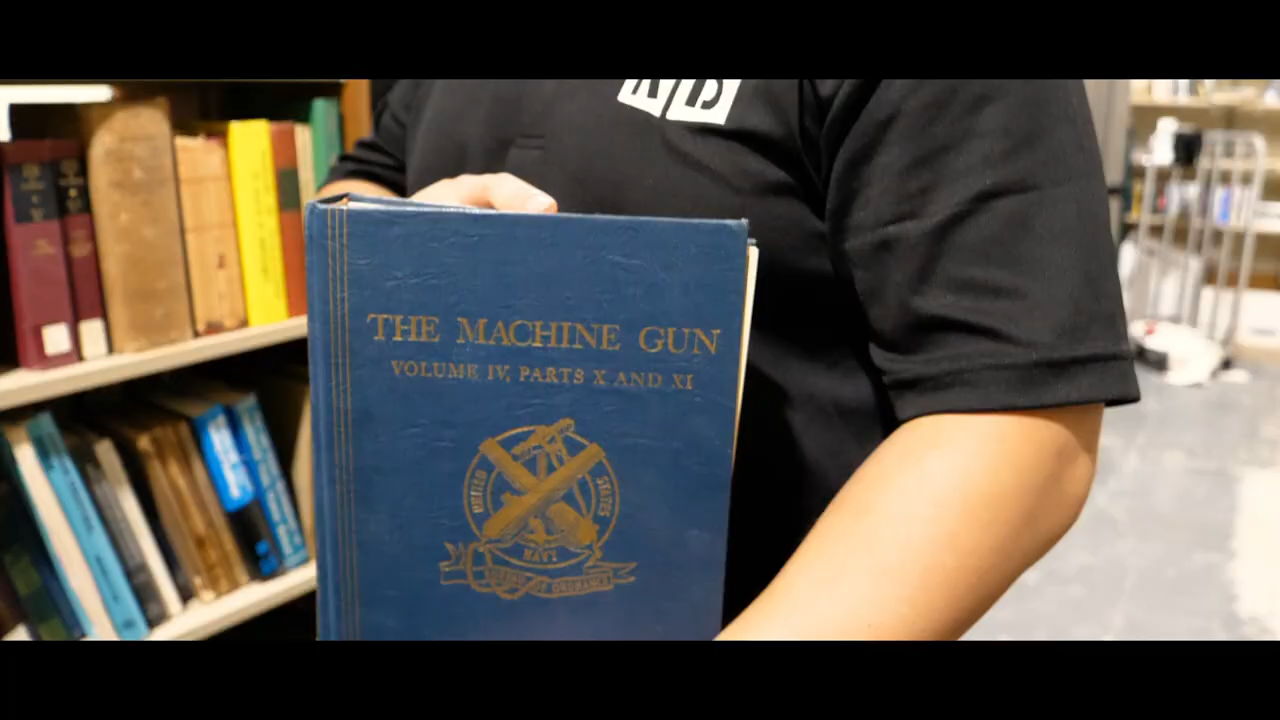 THE MACHINE GUN
VOLUME IV, PARTS X AND XI
UNITED STATES
NAVY
BUREAU OF ORDNANCE